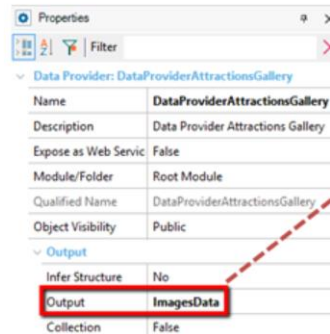 Properties
Filter
Data Provider: DataProviderAttractionsGallery
Name DataProviderAttractionsGallery
Description Data Provider Attractions Gallery
Expose as Web Servic False
Module/Folder Root Module
Qualified Name DataProviderAttractionsGallery
Object Visibility Public
Output
Infer Structure No
Output ImagesData
Collection False